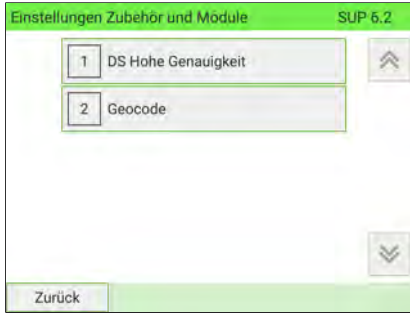 Einstellungen Zubehör und Module SUP 6.2
1 DS Hohe Genauigkeit
2 Geocode
Zurück